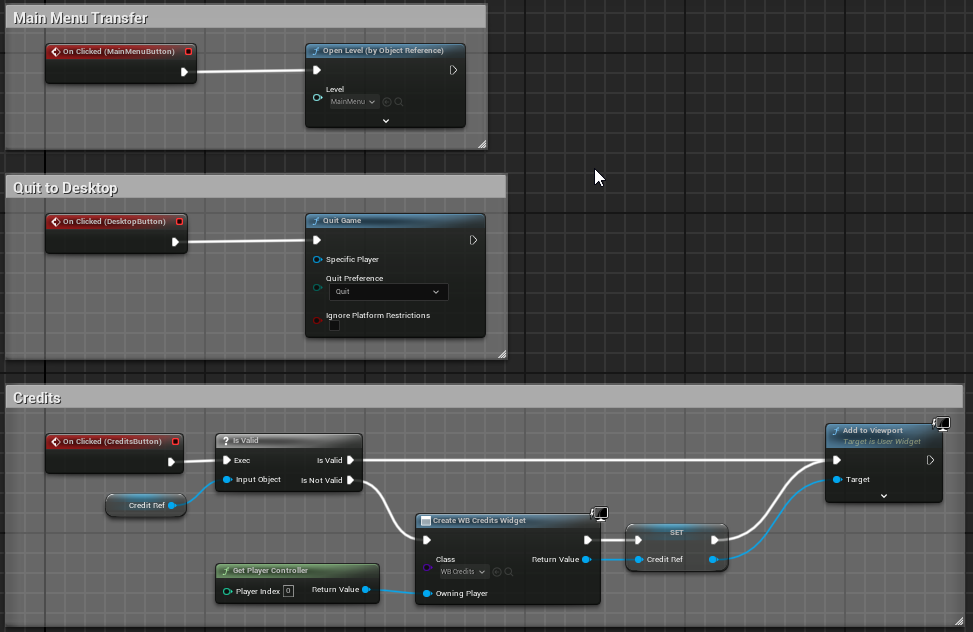 Main Menu Transfer
On Clicked (MainMenuButton)
Open Level (by Object Reference)
Level
MainMenu
Quit to Desktop
On Clicked (DesktopButton)
Quit Game
Specific Player
Quit Preference
Quit
Ignore Platform Restrictions
Credits
On Clicked (CreditsButton)
Is Valid
Exec
Is Valid
Input Object
Is Not Valid
Credit Ref
Add to Viewport
Target is User Widget
Target
Create WB Credits Widget
Class
Return Value
WB Credits
Owning Player
SET
Credit Ref
Get Player Controller
Player Index 0
Return Value